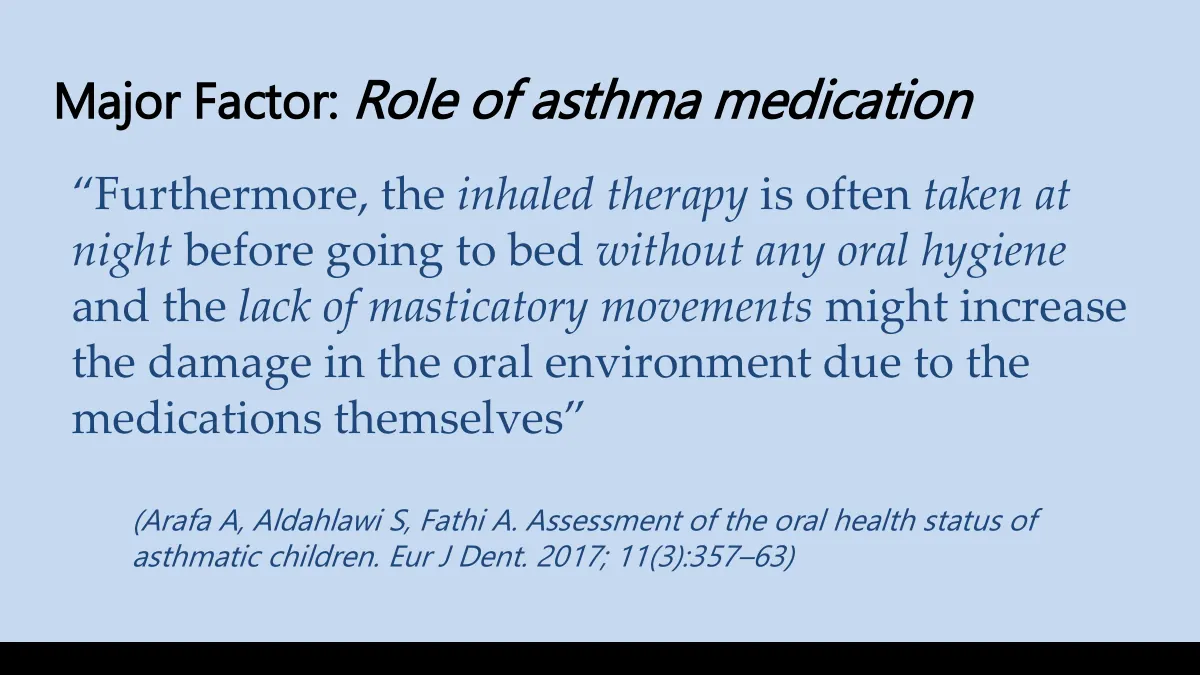 Major Factor: Role of asthma medication
“Furthermore, the inhaled therapy is often taken at
night before going to bed without any oral hygiene
and the lack of masticatory movements might increase
the damage in the oral environment due to the
medications themselves”
(Arafa A, Aldahlawi S, Fathi A. Assessment of the oral health status of
asthmatic children. Eur J Dent. 2017; 11(3):357–63)